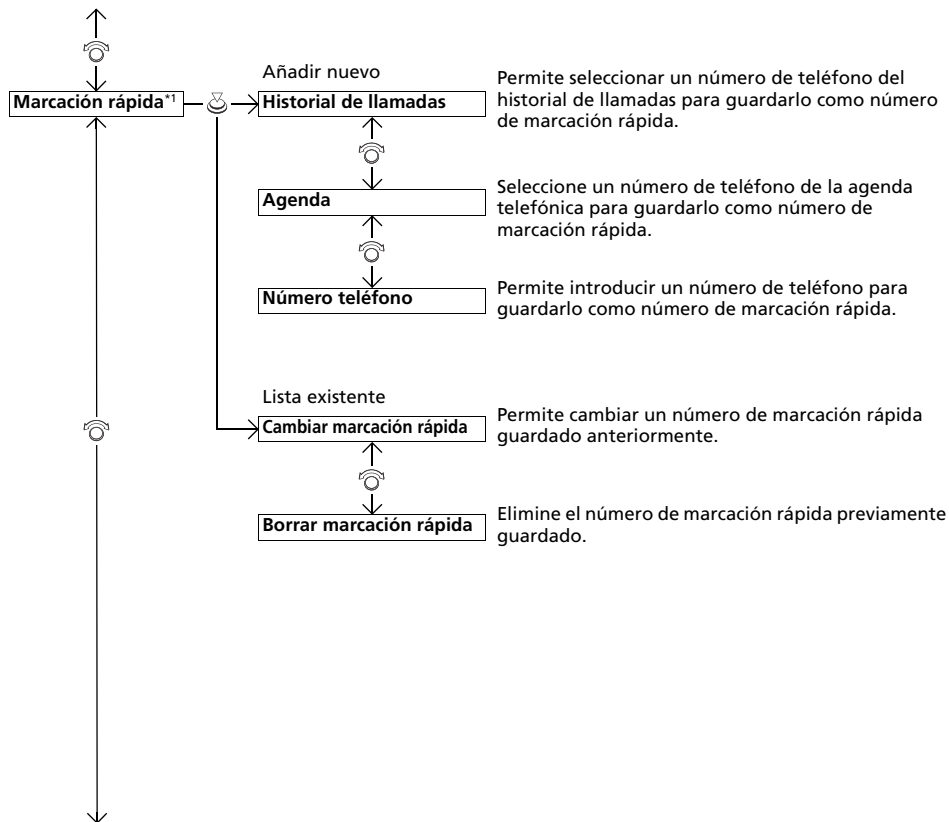 Marcación rápida*1
Añadir nuevo
Historial de llamadas
Permite seleccionar un número de teléfono del
historial de llamadas para guardarlo como número
de marcación rápida.
Agenda
Seleccione un número de teléfono de la agenda
telefónica para guardarlo como número de
marcación rápida.
Número teléfono
Permite introducir un número de teléfono para
guardarlo como número de marcación rápida.
Lista existente
Cambiar marcación rápida
Permite cambiar un número de marcación rápida
guardado anteriormente.
Borrar marcación rápida
Elimine el número de marcación rápida previamente
guardado.